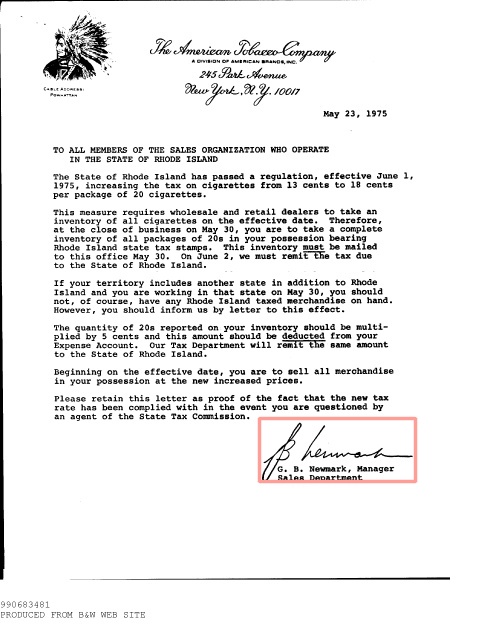 The American Tobacco Company
A DIVISION OF AMERICAN BRANDS, INC.
245 Park Avenue
New York, N.Y. 10017
CABLE ADDRESS:
POWHATTAN
May 23, 1975
TO ALL MEMBERS OF THE SALES ORGANIZATION WHO OPERATE
IN THE STATE OF RHODE ISLAND
The State of Rhode Island has passed a regulation, effective June 1,
1975, increasing the tax on cigarettes from 13 cents to 18 cents
per package of 20 cigarettes.
This measure requires wholesale and retail dealers to take an
inventory of all cigarettes on the effective date. Therefore,
at the close of business on May 30, you are to take a complete
inventory of all packages of 20s in your possession bearing
Rhode Island state tax stamps. This inventory must be mailed
to this office May 30. On June 2, we must remit the tax due
to the State of Rhode Island.
If your territory includes another state in addition to Rhode
Island and you are working in that state on May 30, you should
not, of course, have any Rhode Island taxed merchandise on hand.
However, you should inform us by letter to this effect.
The quantity of 20s reported on your inventory should be multi-
plied by 5 cents and this amount should be deducted from your
Expense Account. Our Tax Department will remit the same amount
to the State of Rhode Island.
Beginning on the effective date, you are to sell all merchandise
in your possession at the new increased prices.
Please retain this letter as proof of the fact that the new tax
rate has been complied with in the event you are questioned by
an agent of the State Tax Commission.
G. B. Newmark, Manager
Sales Department
990683481
PRODUCED FROM B&W WEB SITE